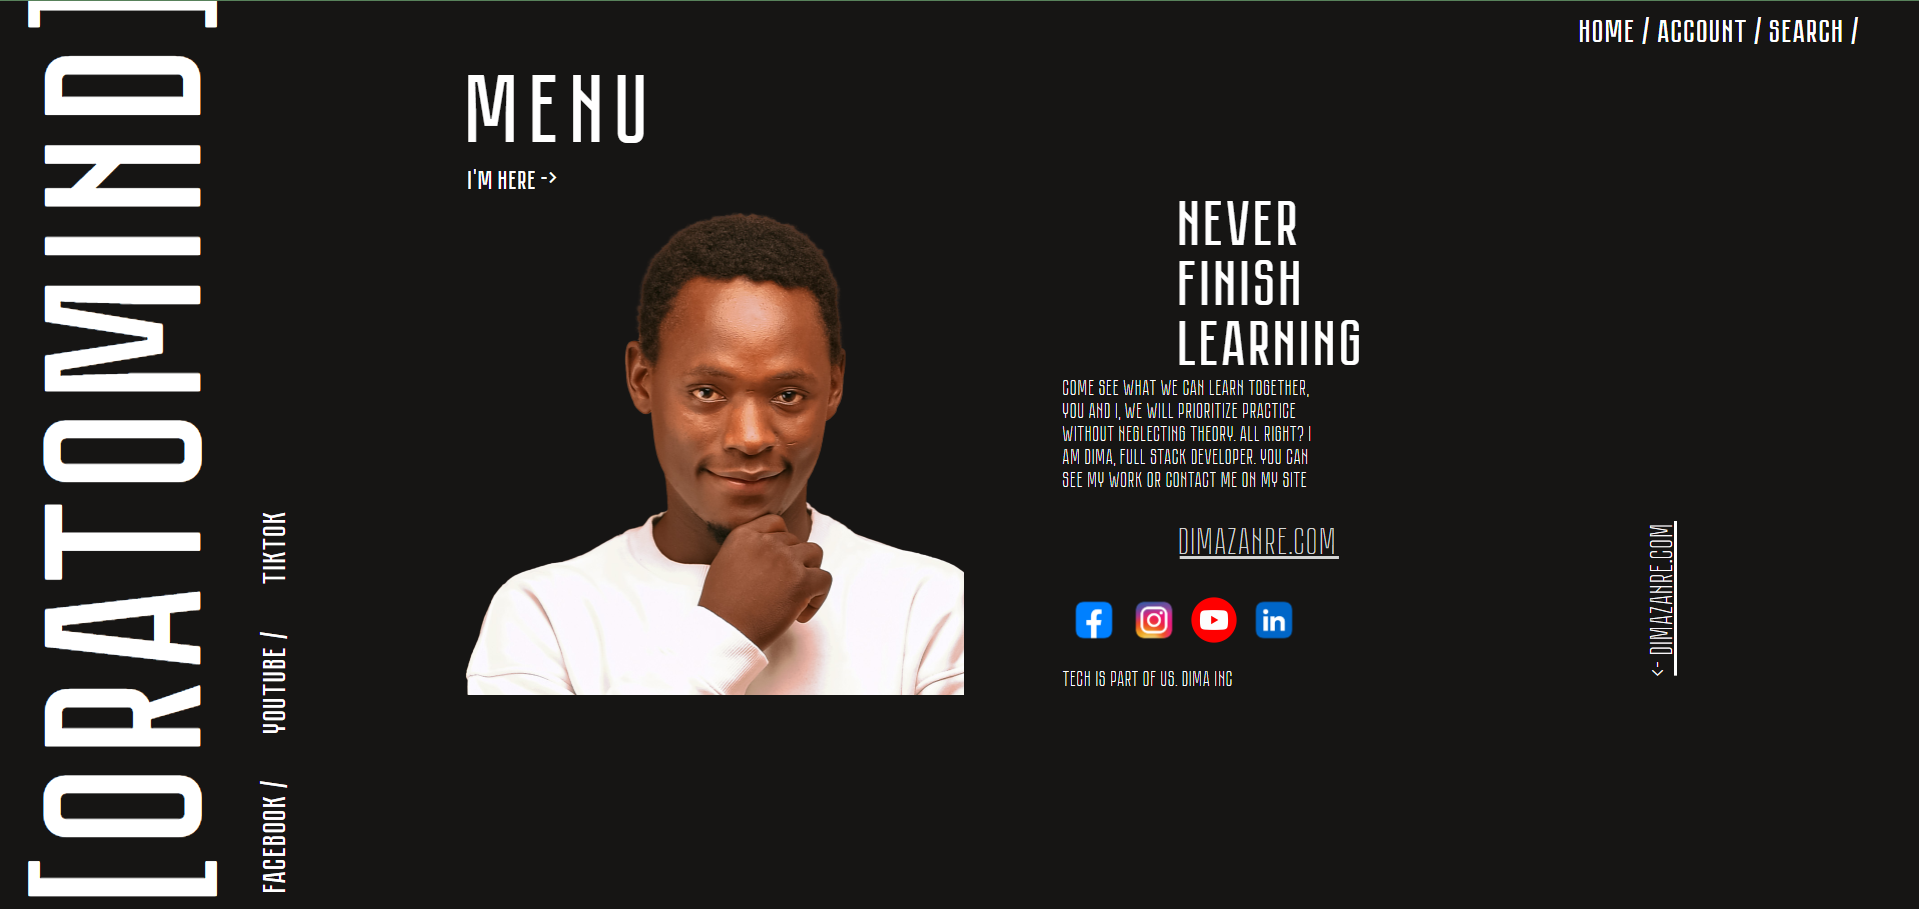 [ORATOMIND]
FACEBOOK /
YOUTUBE /
TIKTOK
HOME / ACCOUNT / SEARCH /
MENU
I'M HERE ->
NEVER
FINISH
LEARNING
COME SEE WHAT WE CAN LEARN TOGETHER,
YOU AND I, WE WILL PRIORITIZE PRACTICE
WITHOUT NEGLECTING THEORY. ALL RIGHT? I
AM DIMA, FULL STACK DEVELOPER. YOU CAN
SEE MY WORK OR CONTACT ME ON MY SITE
DIMAZANRE.COM
in
TECH IS PART OF US. DIMA INC
<- DIMAZANRE.COM